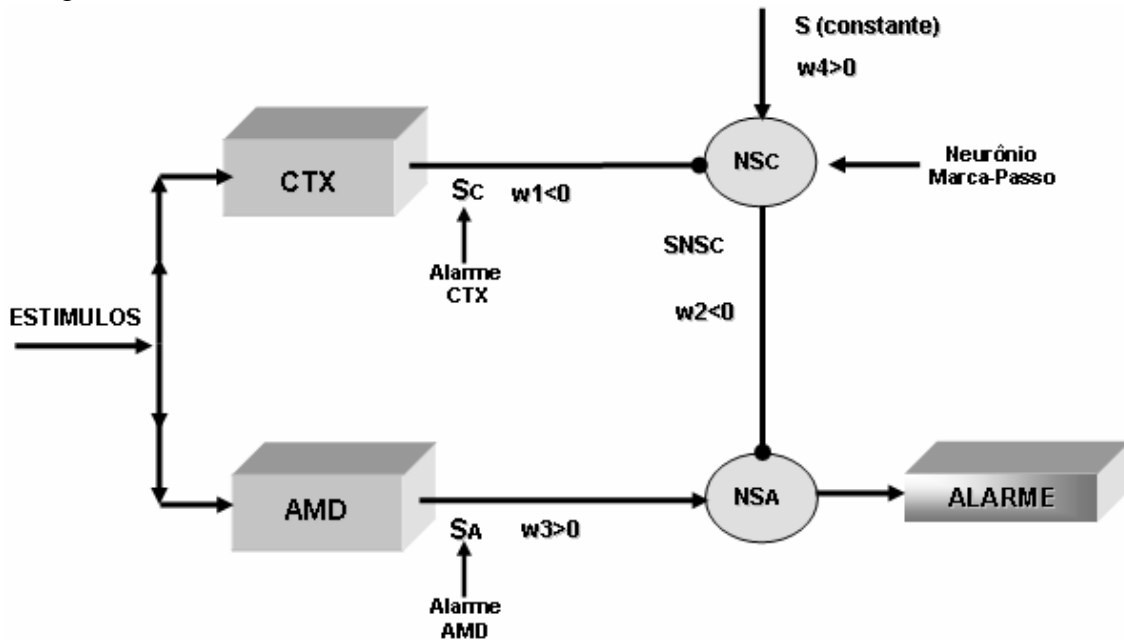 S (constante)
w4>0
CTX
NSC
Neurônio
Marca-Passo
Sc w1<0
Alarme
CTX
SNSC
w2<0
ESTIMULOS
AMD
NSA
ALARME
SA w3>0
Alarme
AMD